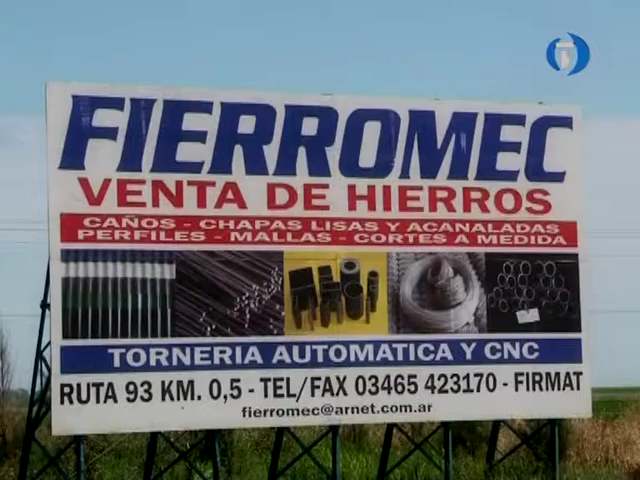 FIERROMEC
VENTA DE HIERROS
CAÑOS - CHAPAS LISAS Y ACANALADAS
PERFILES - MALLAS - CORTES A MEDIDA
TORNERIA AUTOMATICA Y CNC
RUTA 93 KM. 0,5 - TEL/FAX 03465 423170 - FIRMAT
fierromec@arnet.com.ar